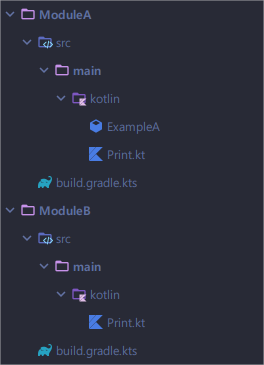 ModuleA
src
main
kotlin
ExampleA
Print.kt
build.gradle.kts
ModuleB
src
main
kotlin
Print.kt
build.gradle.kts